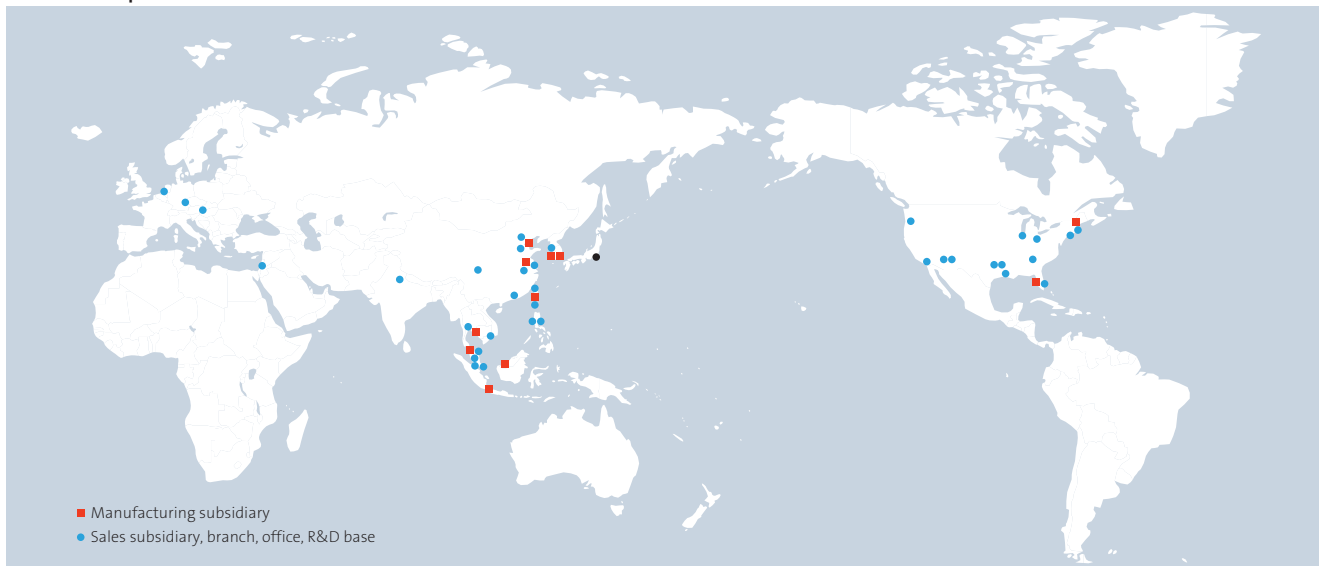 Manufacturing subsidiary
Sales subsidiary, branch, office, R&D base